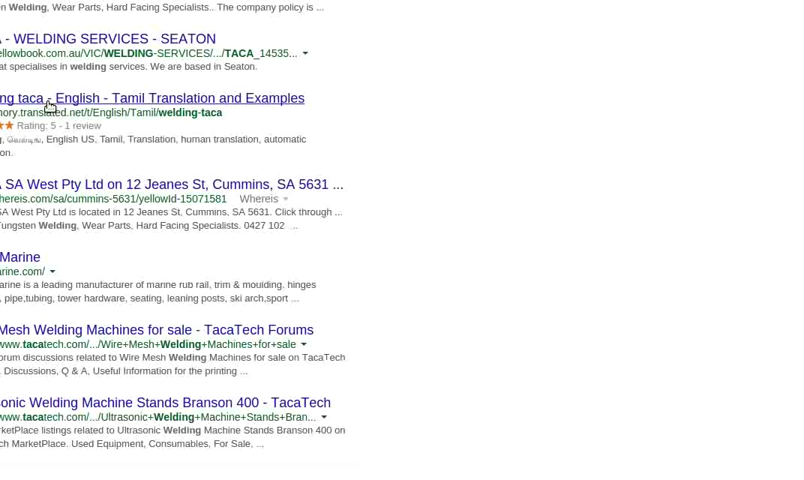 n Welding, Wear Parts, Hard Facing Specialists.. The company policy is ...
- WELDING SERVICES - SEATON
ellowbook.com.au/VIC/WELDING-SERVICES/.../TACA_14535...
at specialises in welding services. We are based in Seaton.
ng taca - English - Tamil Translation and Examples
nory.translated.net/t/English/Tamil/welding-taca
Rating: 5 - 1 review
, English US, Tamil, Translation, human translation, automatic
on.
SA West Pty Ltd on 12 Jeanes St, Cummins, SA 5631 ...
hereis.com/sa/cummins-5631/yellowId-15071581 Whereis
SA West Pty Ltd is located in 12 Jeanes St, Cummins, SA 5631. Click through ...
ungsten Welding, Wear Parts, Hard Facing Specialists. 0427 102 ...
Marine
arine.com/
arine is a leading manufacturer of marine rub rail, trim & moulding. hinges
, pipe,tubing, tower hardware, seating, leaning posts, ski arch,sport ...
Mesh Welding Machines for sale - TacaTech Forums
www.tacatech.com/.../Wire+Mesh+Welding+Machines+for+sale
orum discussions related to Wire Mesh Welding Machines for sale on TacaTech
. Discussions, Q & A, Useful Information for the printing ...
sonic Welding Machine Stands Branson 400 - TacaTech
www.tacatech.com/.../Ultrasonic+Welding+Machine+Stands+Bran...
rketPlace listings related to Ultrasonic Welding Machine Stands Branson 400 on
ch MarketPlace. Used Equipment, Consumables, For Sale, ...